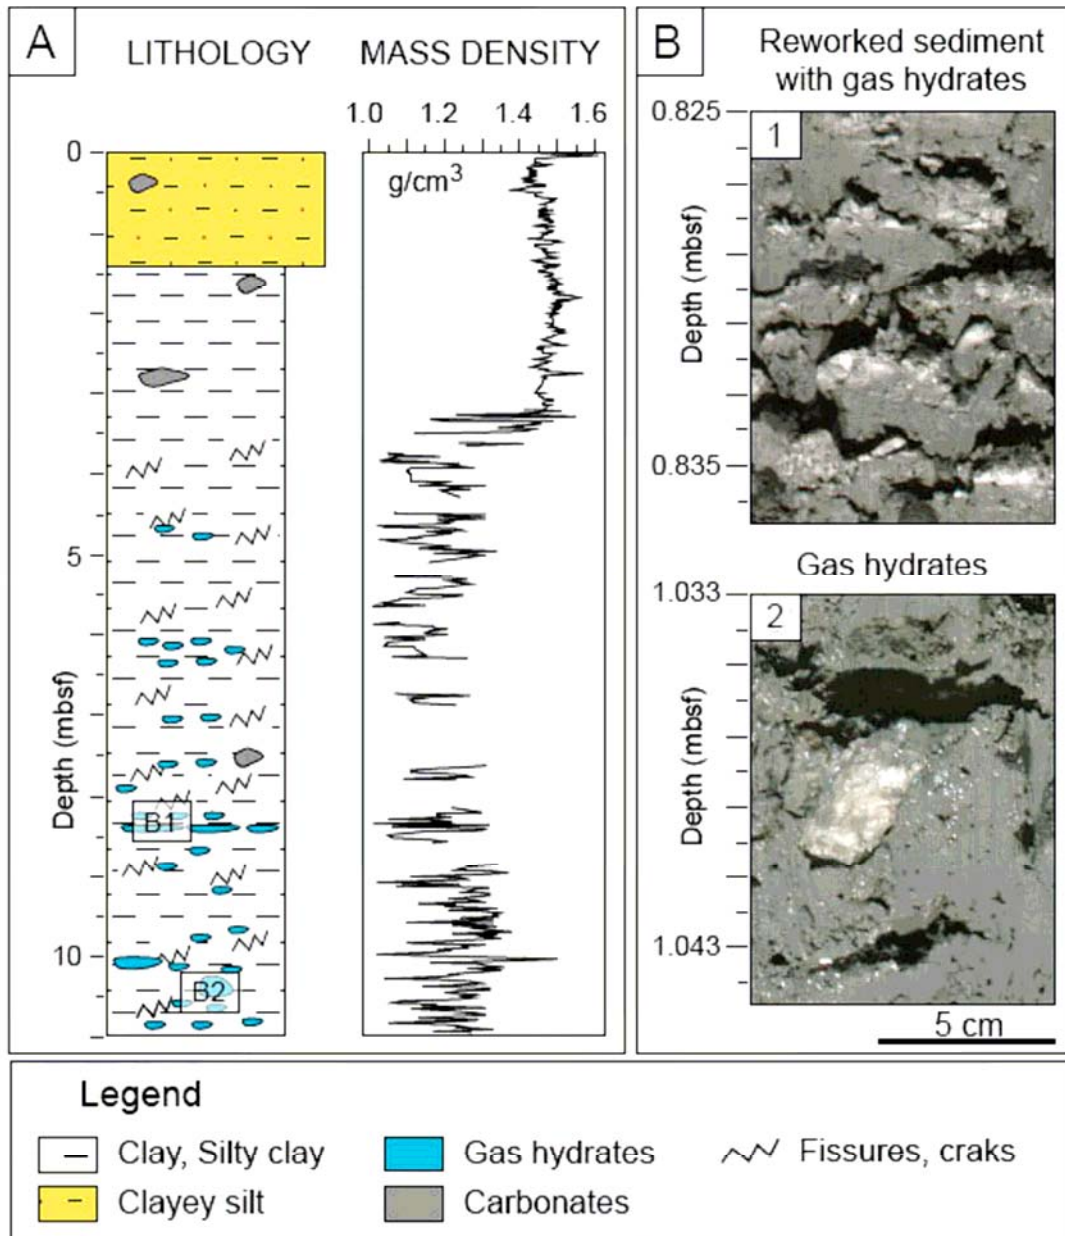 A
LITHOLOGY
MASS DENSITY
1.0 1.2 1.4 1.6
g/cm³
0
5
10
Depth (mbsf)
B1
B2
B
Reworked sediment
with gas hydrates
0.825
1
Depth (mbsf)
0.835
Gas hydrates
1.033
2
Depth (mbsf)
1.043
5 cm
Legend
Clay, Silty clay
Gas hydrates
Fissures, craks
Clayey silt
Carbonates